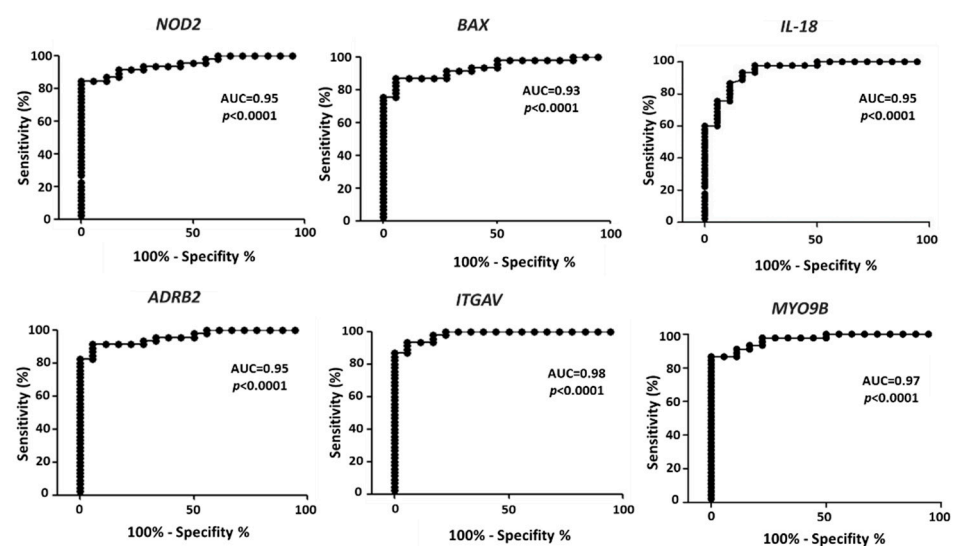 NOD2
100
80
60
40
20
0
Sensitivity (%)
AUC=0.95
p<0.0001
0 50 100
100% - Specifity %
BAX
100
80
60
40
20
0
Sensitivity (%)
AUC=0.93
p<0.0001
0 50 100
100% - Specifity %
IL-18
100
80
60
40
20
0
Sensitivity (%)
AUC=0.95
p<0.0001
0 50 100
100% - Specifity %
ADRB2
100
80
60
40
20
0
Sensitivity (%)
AUC=0.95
p<0.0001
0 50 100
100% - Specifity %
ITGAV
100
80
60
40
20
0
Sensitivity (%)
AUC=0.98
p<0.0001
0 50 100
100% - Specifity %
MYO9B
100
80
60
40
20
0
Sensitivity (%)
AUC=0.97
p<0.0001
0 50 100
100% - Specifity %